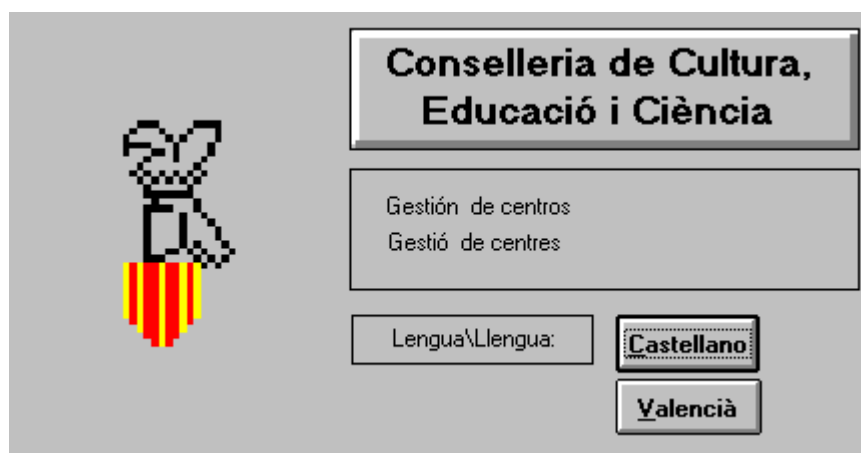 Conselleria de Cultura,
Educació i Ciència
Gestión de centros
Gestió de centres
Lengua\Llengua:
Castellano
Valencià